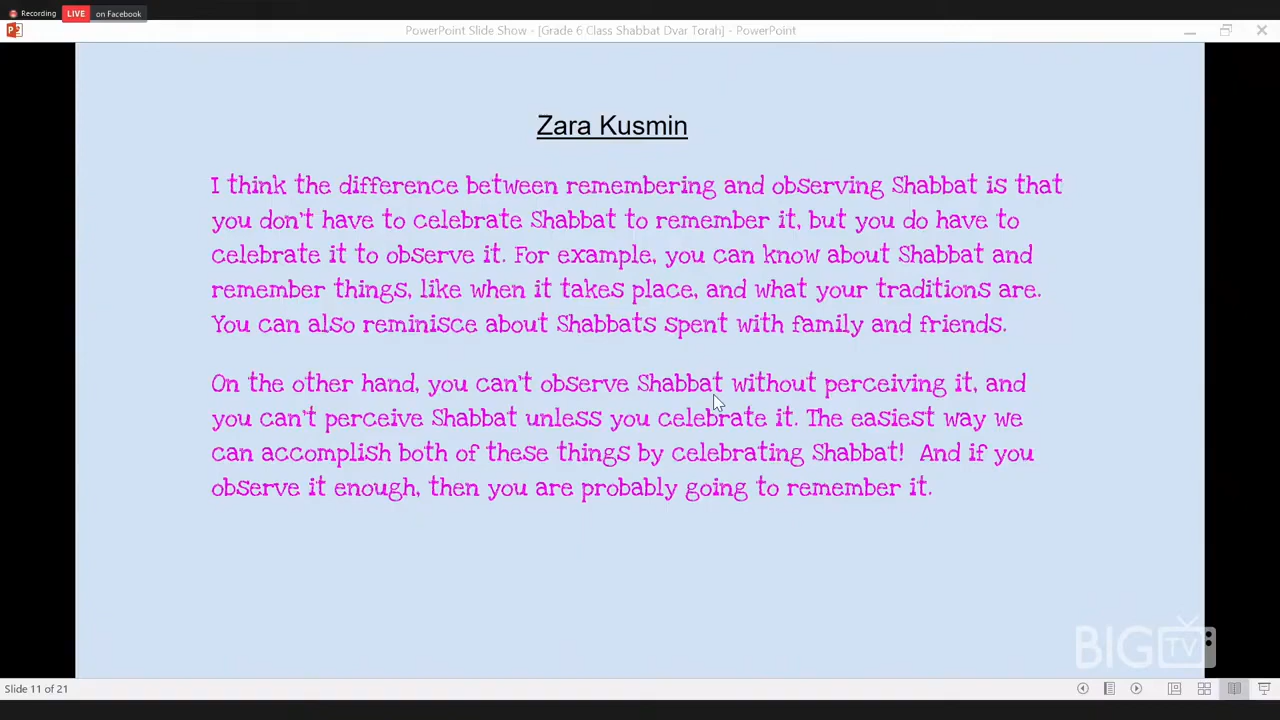 Recording LIVE on Facebook
PowerPoint Slide Show - [Grade 6 Class Shabbat Dvar Torah] - PowerPoint
Zara Kusmin
I think the difference between remembering and observing Shabbat is that
you don't have to celebrate Shabbat to remember it, but you do have to
celebrate it to observe it. For example, you can know about Shabbat and
remember things, like when it takes place, and what your traditions are.
You can also reminisce about Shabbats spent with family and friends.
On the other hand, you can't observe Shabbat without perceiving it, and
you can't perceive Shabbat unless you celebrate it. The easiest way we
can accomplish both of these things by celebrating Shabbat! And if you
observe it enough, then you are probably going to remember it.
BIG TV
Slide 11 of 21